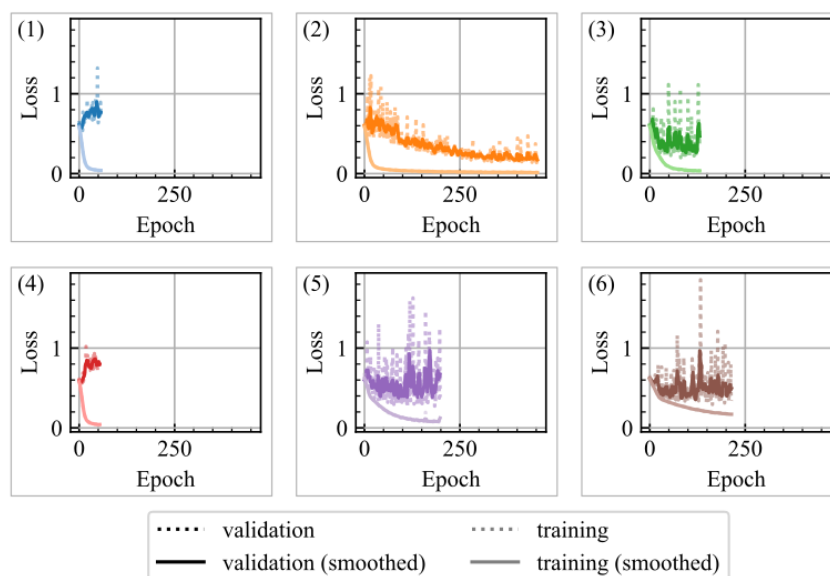 (1) (2) (3)
Loss 1 0 Loss 1 0 Loss 1 0
0 250 0 250 0 250
Epoch Epoch Epoch
(4) (5) (6)
Loss 1 0 Loss 1 0 Loss 1 0
0 250 0 250 0 250
Epoch Epoch Epoch
validation training
validation (smoothed) training (smoothed)